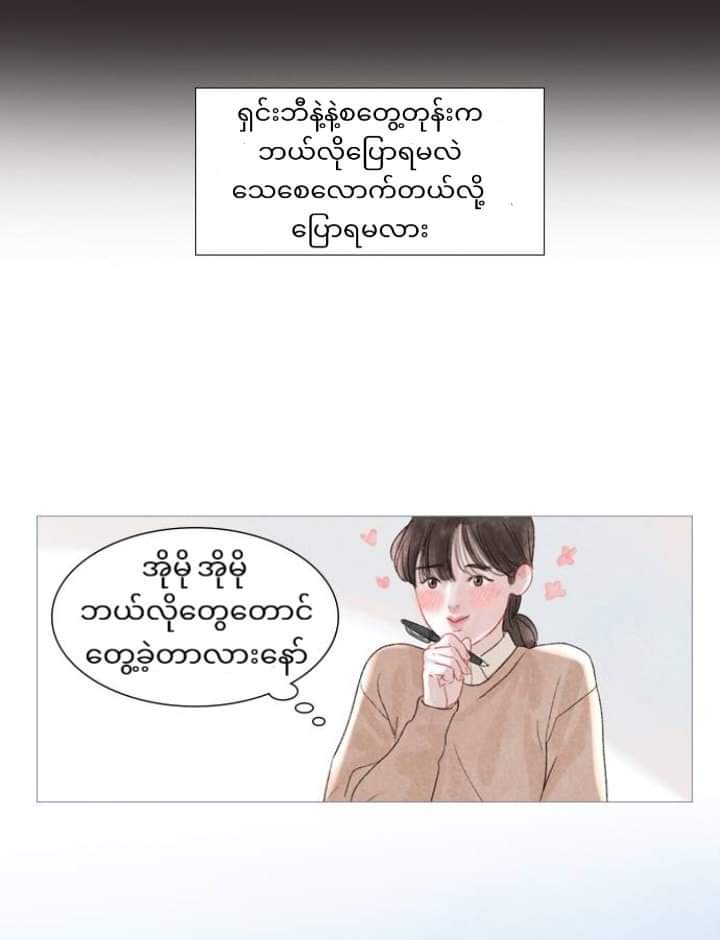 ရှင်းဘီနဲ့နဲ့စတွေ့တုန်းက
ဘယ်လိုပြောရမလဲ
သေစေလောက်တယ်လို့
ပြောရမလား
အိုမို အိုမို
ဘယ်လိုတွေတောင်
တွေ့ခဲ့တာလားနော်